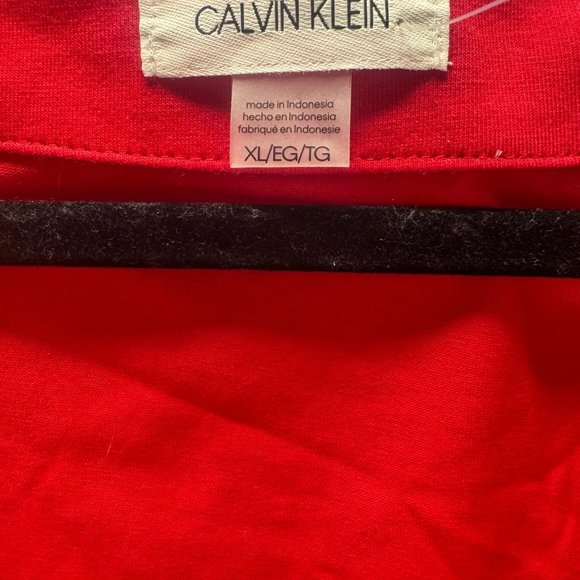 CALVIN KLEIN
made in Indonesia
hecho en Indonesia
fabriqué en Indonesie
XL/EG/TG